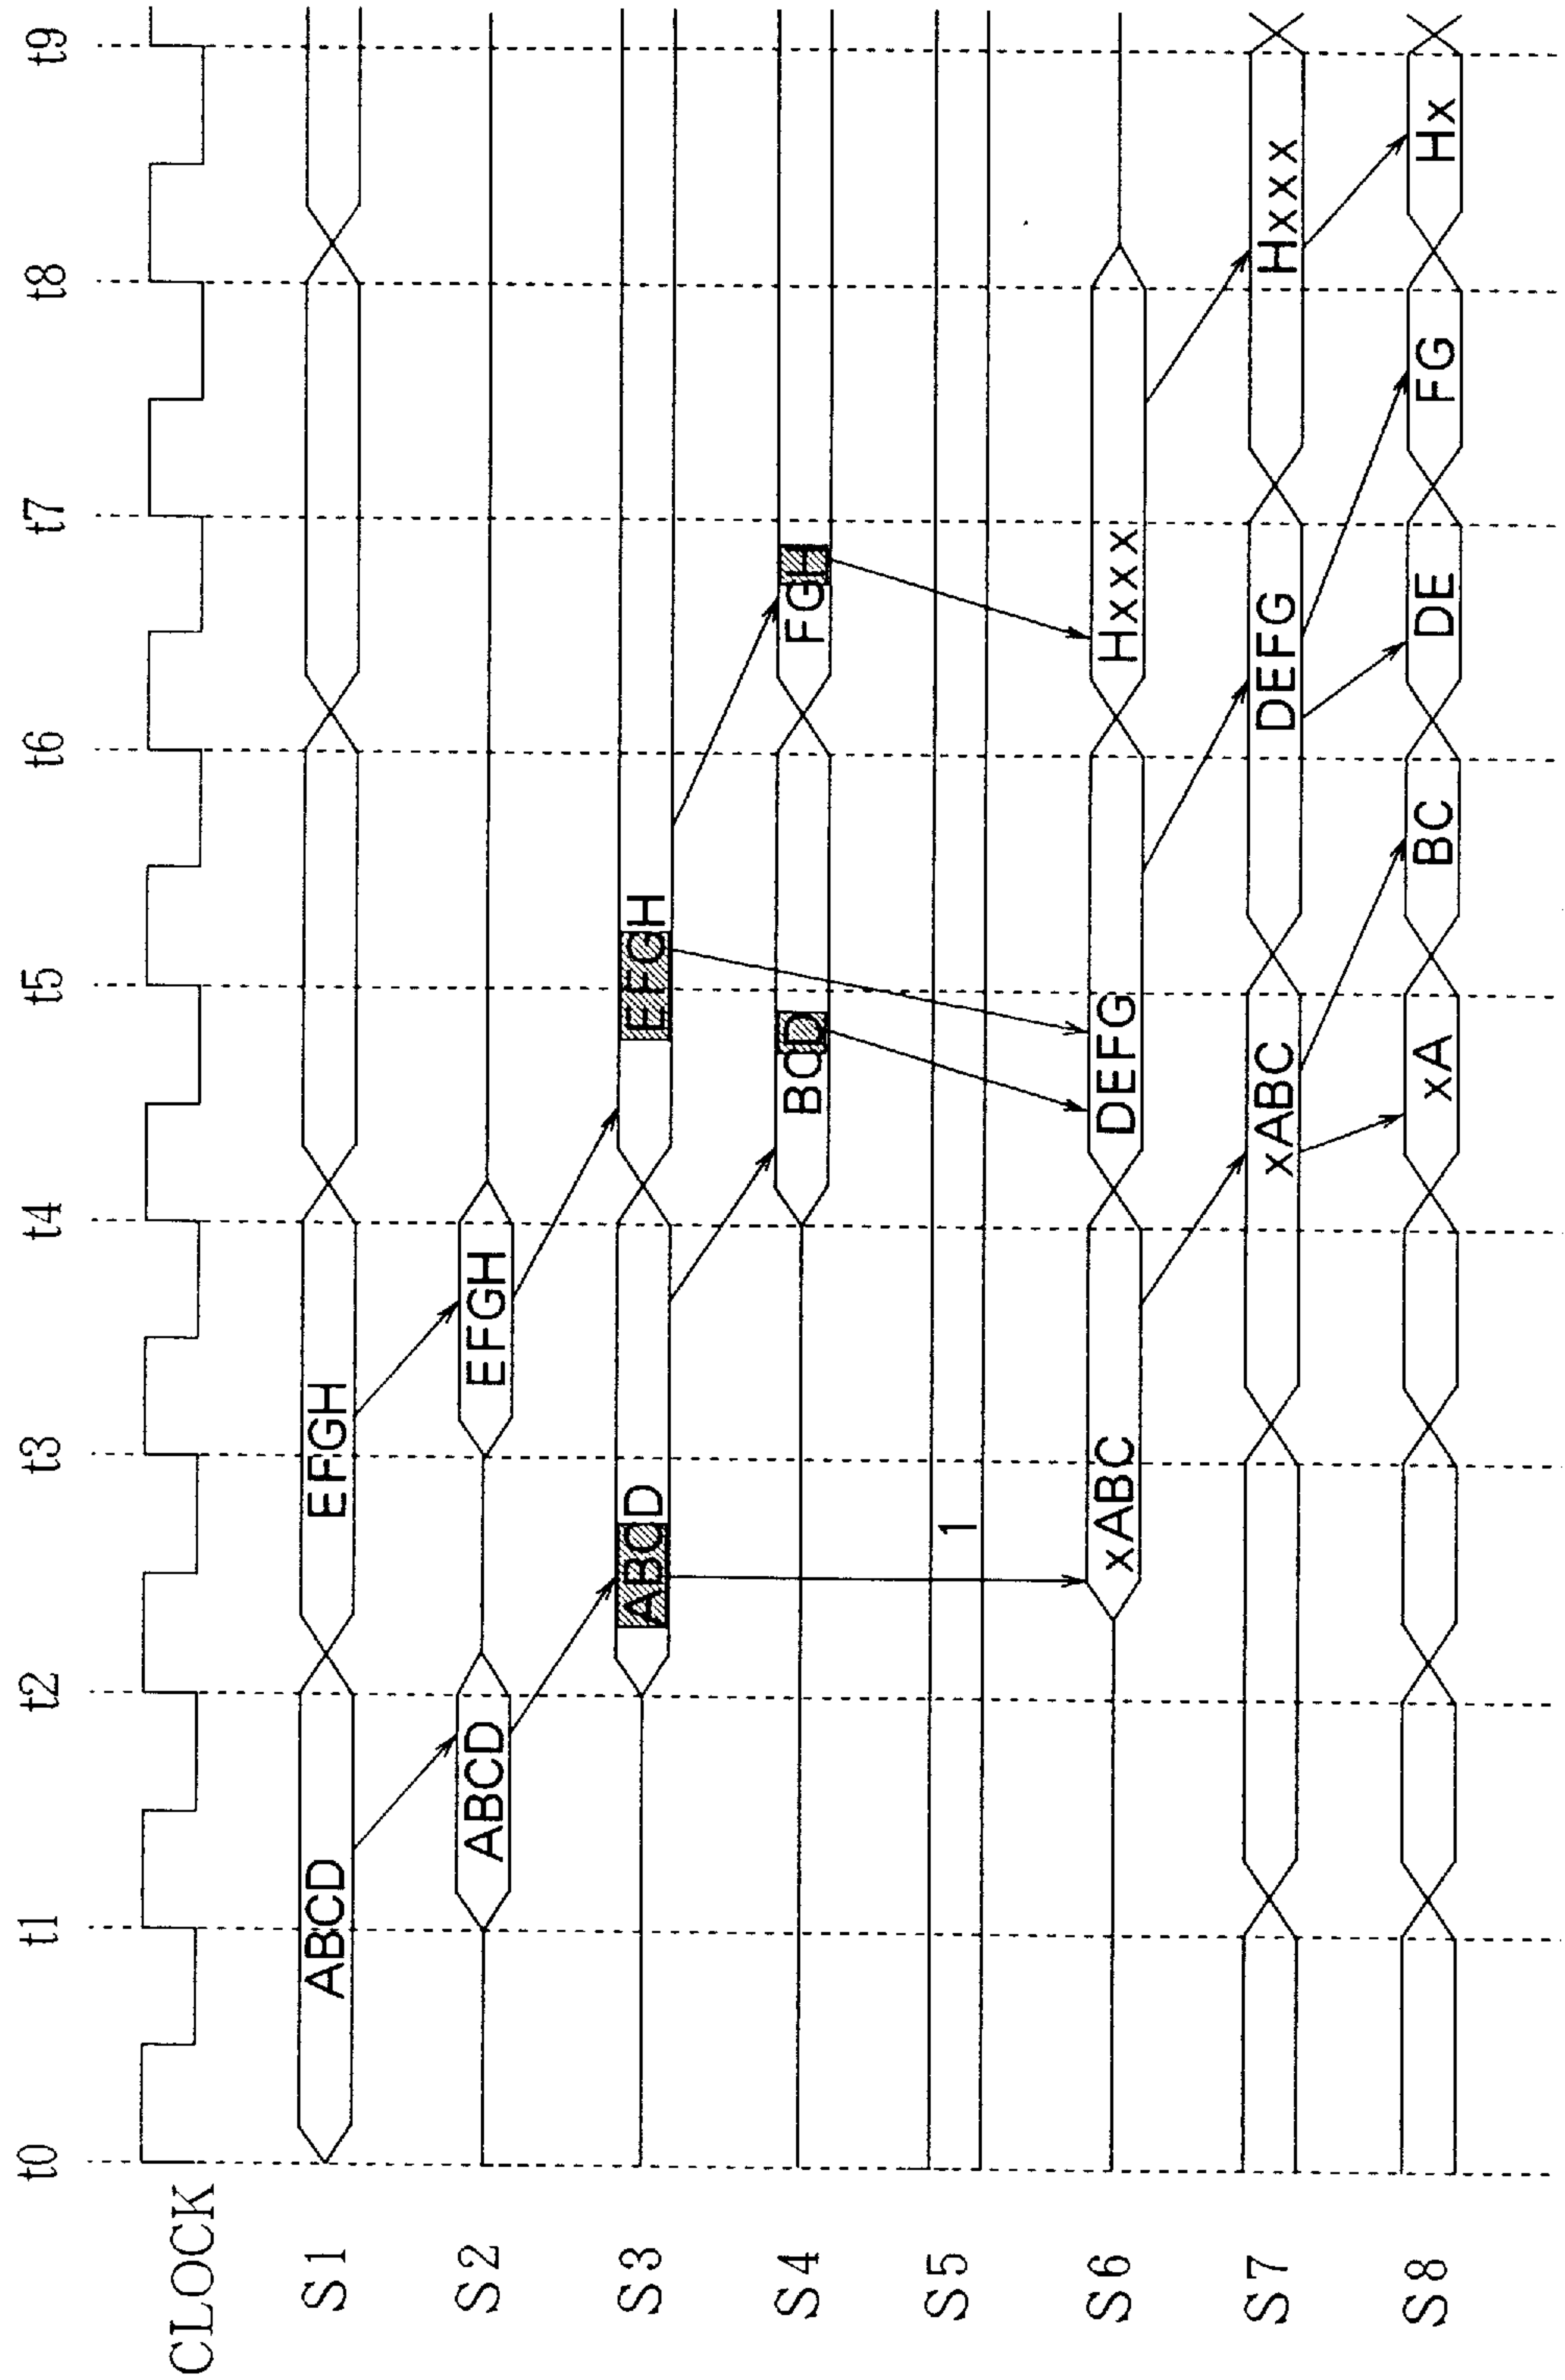 t0 t1 t2 t3 t4 t5 t6 t7 t8 t9
CLOCK
S1 ABCD EFGH
S2 ABCD EFGH
S3 ABCD EFGH
S4 BCD FGH
S5 1
S6 xABC DEFG Hxxx
S7 xABC DEFG Hxxx
S8 xA BC DE FG Hx